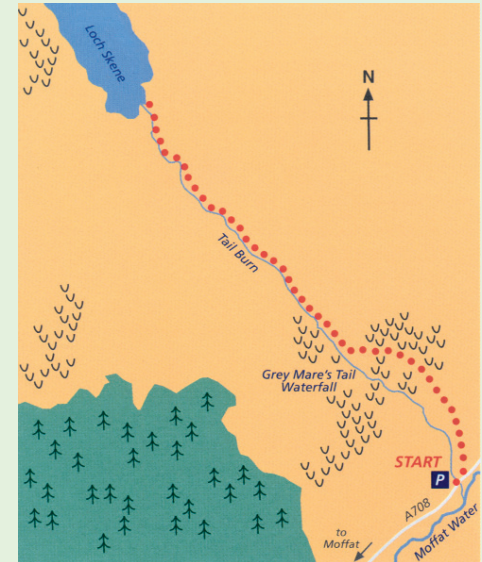 Loch Skene
N
Tail Burn
Grey Mare's Tail
Waterfall
START
P
A708
Moffat Water
to
Moffat